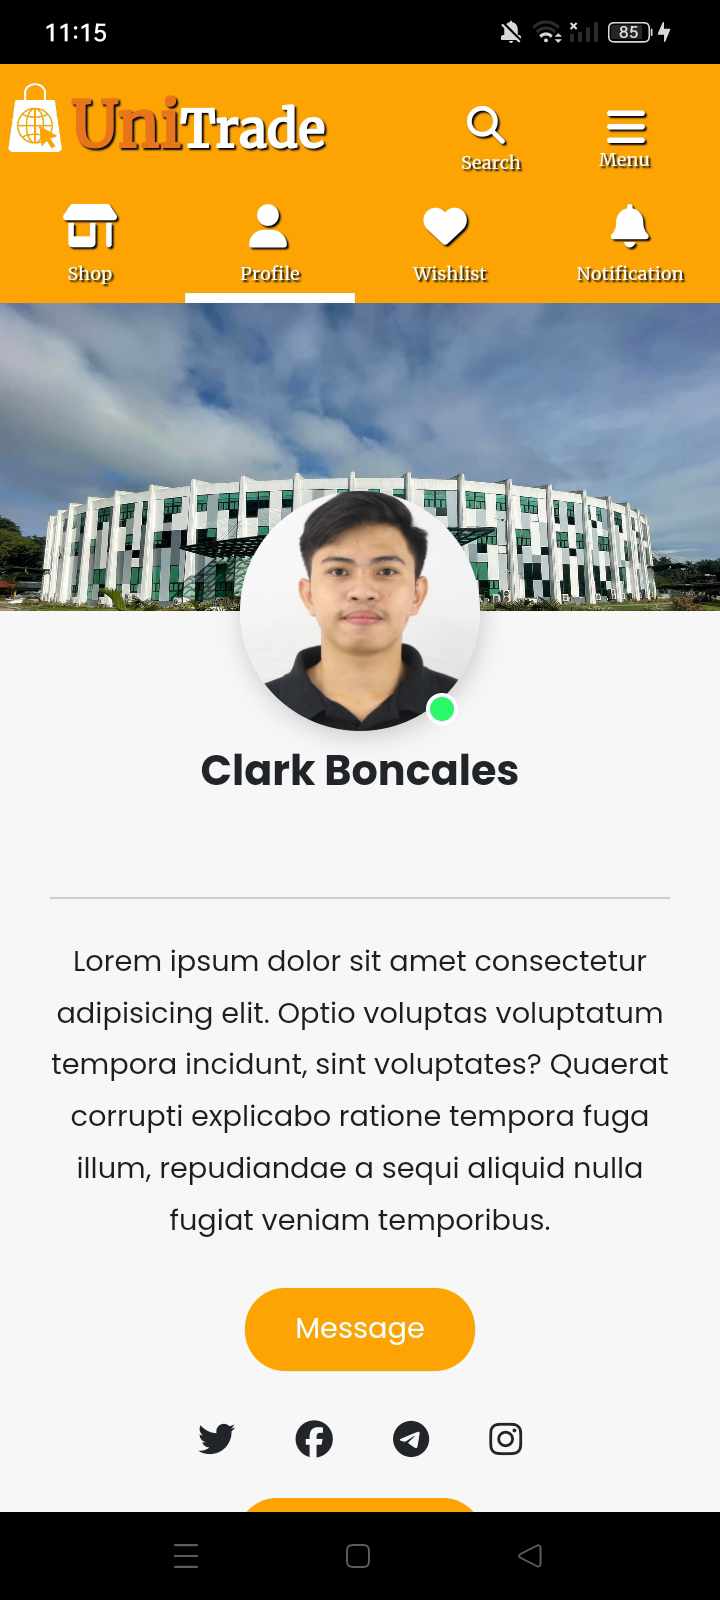 11:15
85
UniTrade
Search
Menu
Shop
Profile
Wishlist
Notification
Clark Boncales
Lorem ipsum dolor sit amet consectetur
adipisicing elit. Optio voluptas voluptatum
tempora incidunt, sint voluptates? Quaerat
corrupti explicabo ratione tempora fuga
illum, repudiandae a sequi aliquid nulla
fugiat veniam temporibus.
Message